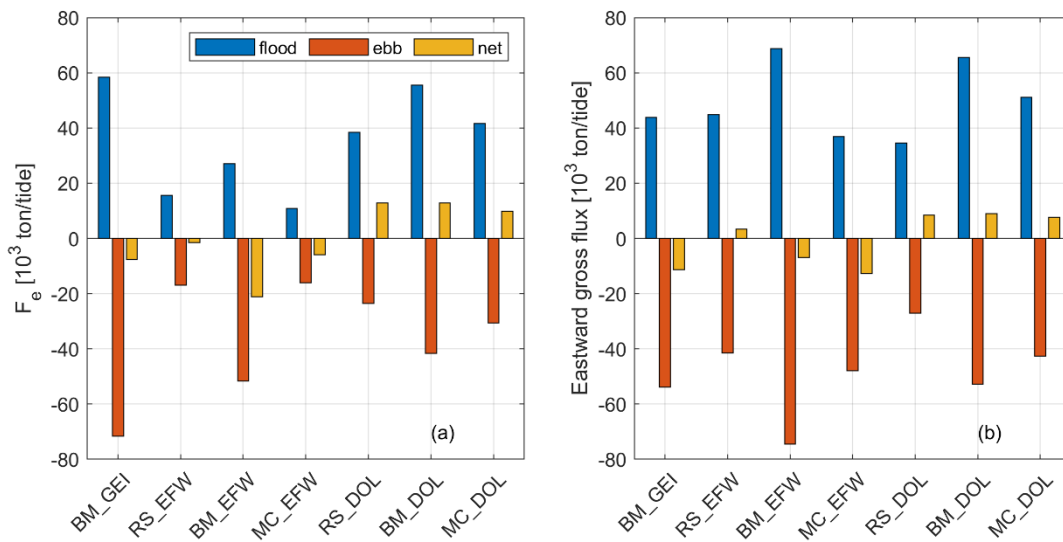 80
60
40
20
0
-20
-40
-60
-80
F_e [10^3 ton/tide]
flood ebb net
(a)
BM_GEI RS_EFW BM_EFW MC_EFW RS_DOL BM_DOL MC_DOL
80
60
40
20
0
-20
-40
-60
-80
Eastward gross flux [10^3 ton/tide]
(b)
BM_GEI RS_EFW BM_EFW MC_EFW RS_DOL BM_DOL MC_DOL